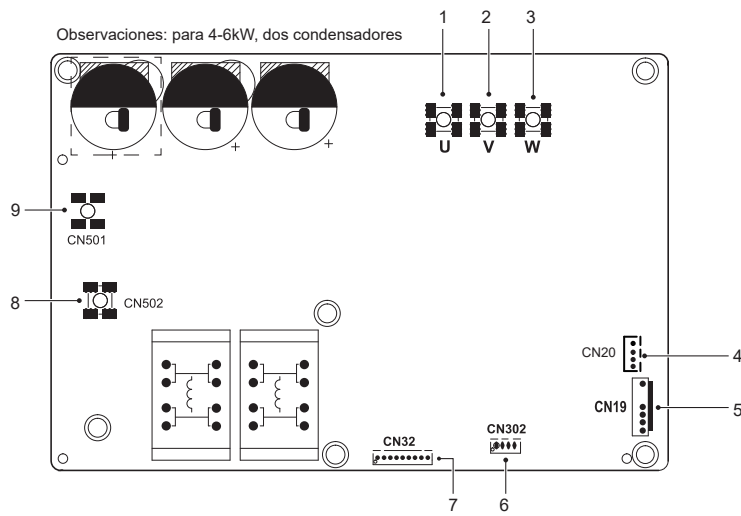 1 2 3
Observaciones: para 4-6kW, dos condensadores
+ + +
U V W
9
CN501
8 CN502
CN20 4
CN19 5
CN32 CN302
7 6